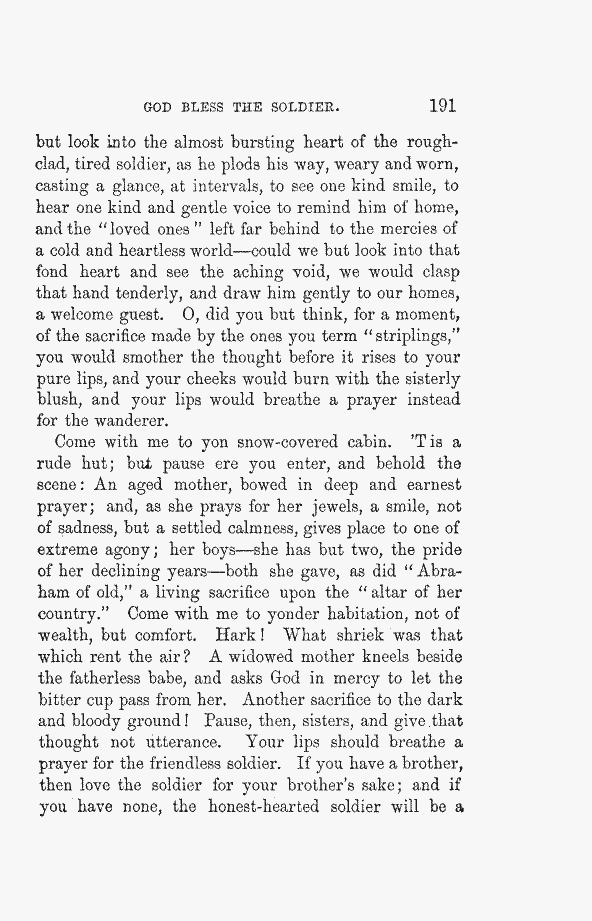 GOD BLESS THE SOLDIER. 191
but look into the almost bursting heart of the rough-
clad, tired soldier, as he plods his way, weary and worn,
casting a glance, at intervals, to see one kind smile, to
hear one kind and gentle voice to remind him of home,
and the "loved ones" left far behind to the mercies of
a cold and heartless world—could we but look into that
fond heart and see the aching void, we would clasp
that hand tenderly, and draw him gently to our homes,
a welcome guest. O, did you but think, for a moment,
of the sacrifice made by the ones you term "striplings,"
you would smother the thought before it rises to your
pure lips, and your cheeks would burn with the sisterly
blush, and your lips would breathe a prayer instead
for the wanderer.
Come with me to yon snow-covered cabin. 'Tis a
rude hut; but pause ere you enter, and behold the
scene: An aged mother, bowed in deep and earnest
prayer; and, as she prays for her jewels, a smile, not
of sadness, but a settled calmness, gives place to one of
extreme agony; her boys—she has but two, the pride
of her declining years—both she gave, as did "Abra-
ham of old," a living sacrifice upon the "altar of her
country." Come with me to yonder habitation, not of
wealth, but comfort. Hark! What shriek was that
which rent the air? A widowed mother kneels beside
the fatherless babe, and asks God in mercy to let the
bitter cup pass from her. Another sacrifice to the dark
and bloody ground! Pause, then, sisters, and give that
thought not utterance. Your lips should breathe a
prayer for the friendless soldier. If you have a brother,
then love the soldier for your brother's sake; and if
you have none, the honest-hearted soldier will be a